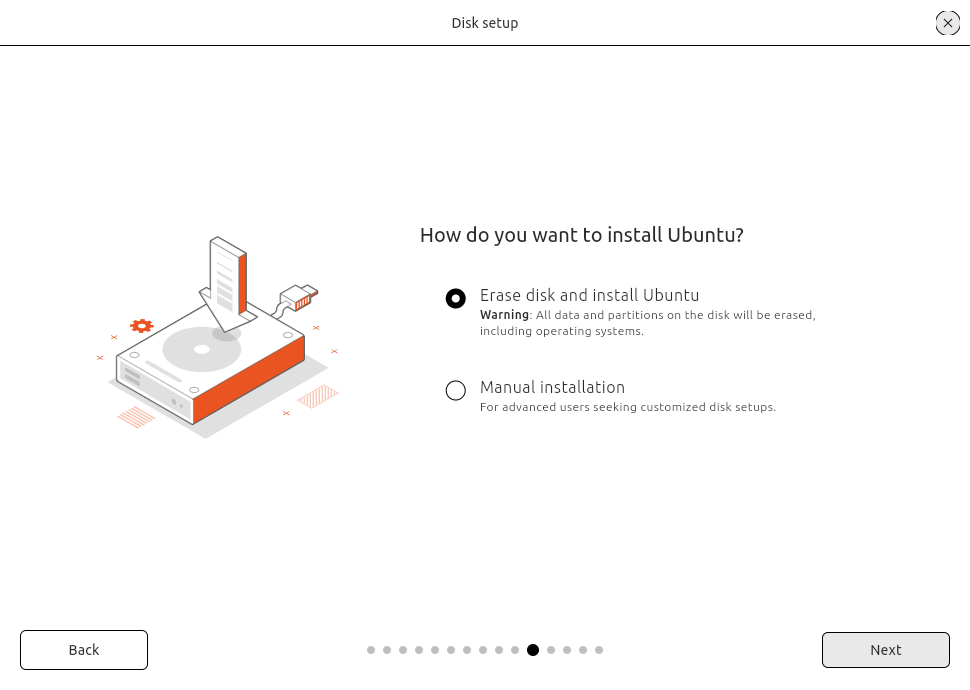 Disk setup
How do you want to install Ubuntu?
Erase disk and install Ubuntu
Warning: All data and partitions on the disk will be erased,
including operating systems.
Manual installation
For advanced users seeking customized disk setups.
Back
Next